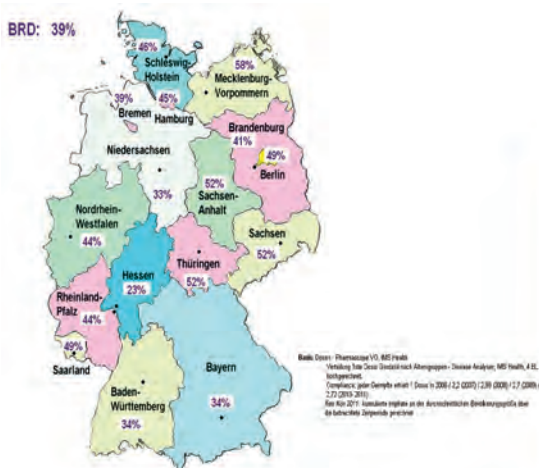 BRD: 39%
46%
Schleswig-
Holstein
58%
Mecklenburg-
Vorpommern
39%
Bremen
45%
Hamburg
Brandenburg
41%
49%
Berlin
Niedersachsen
33%
52%
Sachsen-
Anhalt
Nordrhein-
Westfalen
44%
Sachsen
52%
Hessen
23%
Thüringen
52%
Rheinland-
Pfalz
44%
49%
Saarland
Bayern
34%
Baden-
Württemberg
34%
Basis: Dosen - Pharmascope VO, IMS Health
hochgerechnet.